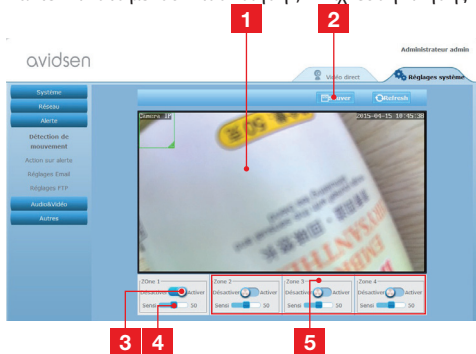 1
2
Administrateur admin
avidsen
Vidéo direct
Réglages système
Système
Réseau
Alerte
Détection de
mouvement
Action sur alerte
Réglages Email
Réglages FTP
Audio&Vidéo
Autres
Refresh
Camera IP
2015-04-15 10:45:38
Zône 1
Désactiver Activer
Sensi 50
Zone 2
Désactiver Activer
Sensi 50
Zone 3
Désactiver Activer
Sensi 50
Zone 4
Désactiver Activer
Sensi 50
3 4
5